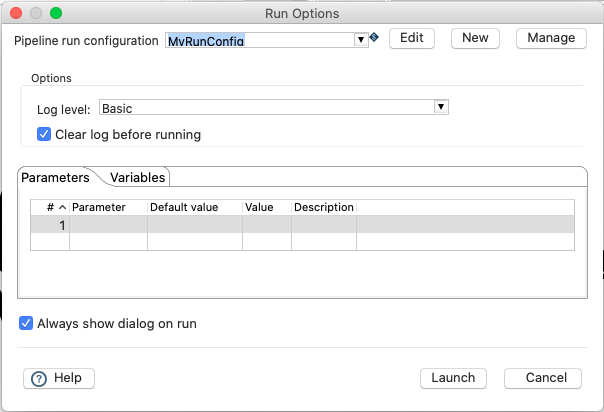 Run Options
Pipeline run configuration MyRunConfig Edit New Manage
Options
Log level: Basic
Clear log before running
Parameters Variables
# Parameter Default value Value Description
1
Always show dialog on run
? Help Launch Cancel